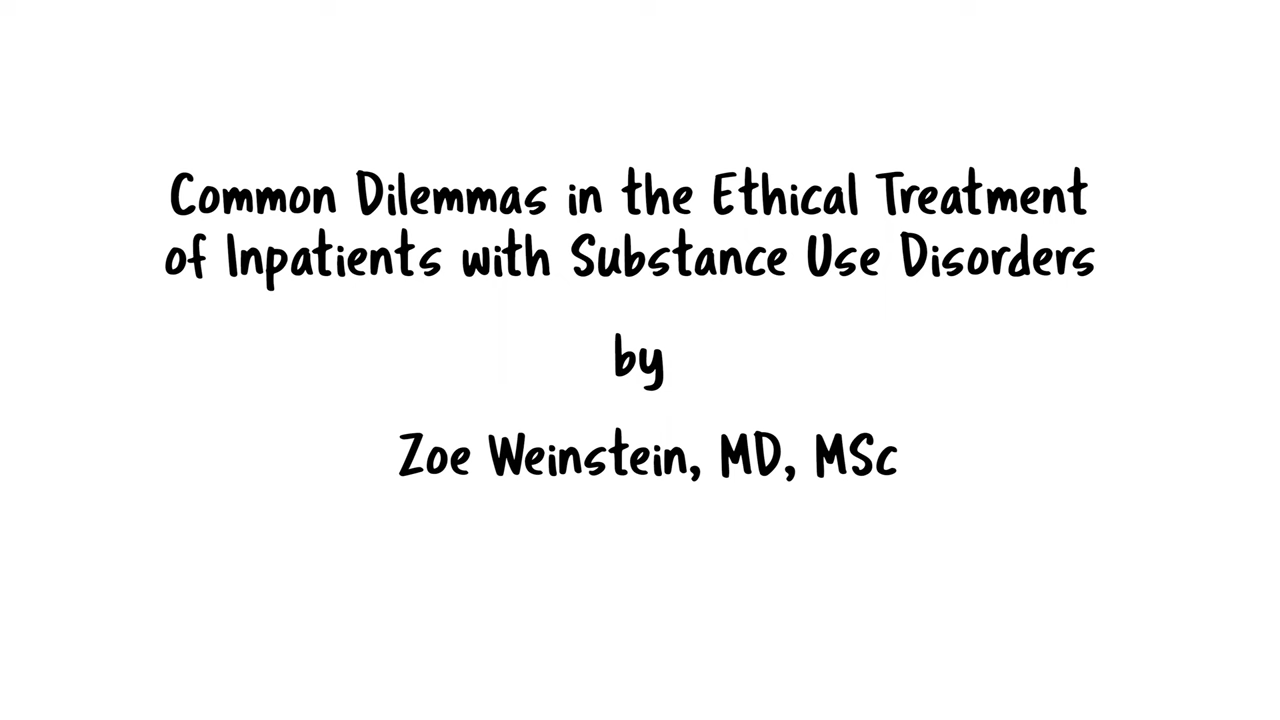 Common Dilemmas in the Ethical Treatment
of Inpatients with Substance Use Disorders
by
Zoe Weinstein, MD, MSc